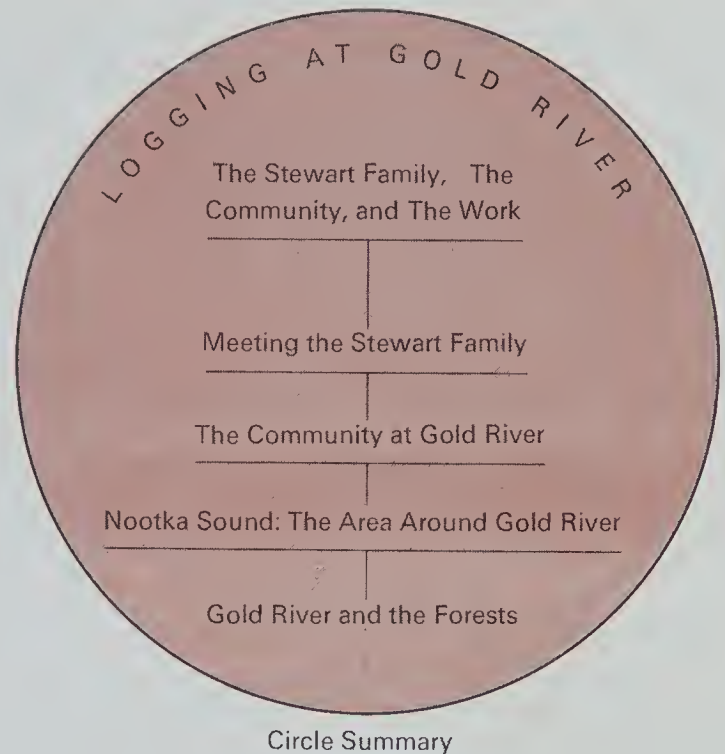 LOGGING AT GOLD RIVER
The Stewart Family, The
Community, and The Work
Meeting the Stewart Family
The Community at Gold River
Nootka Sound: The Area Around Gold River
Gold River and the Forests
Circle Summary